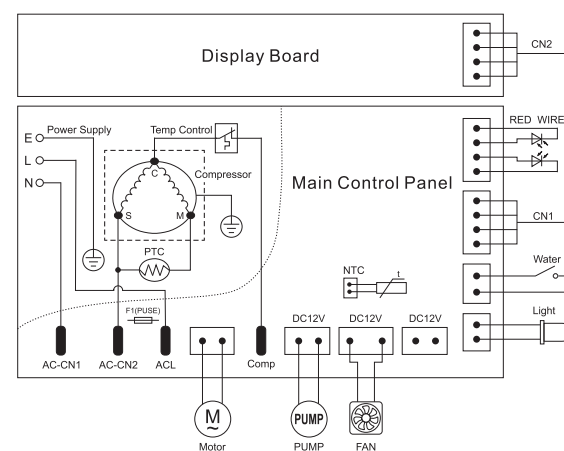 Display Board
CN2
E
Power Supply
Temp Control
RED WIRE
L
Compressor
N
C
Main Control Panel
S
M
CN1
PTC
Water
NTC
t
F1(PUSE)
DC12V
DC12V
DC12V
Light
AC-CN1
AC-CN2
ACL
Comp
M
~
PUMP
Motor
PUMP
FAN